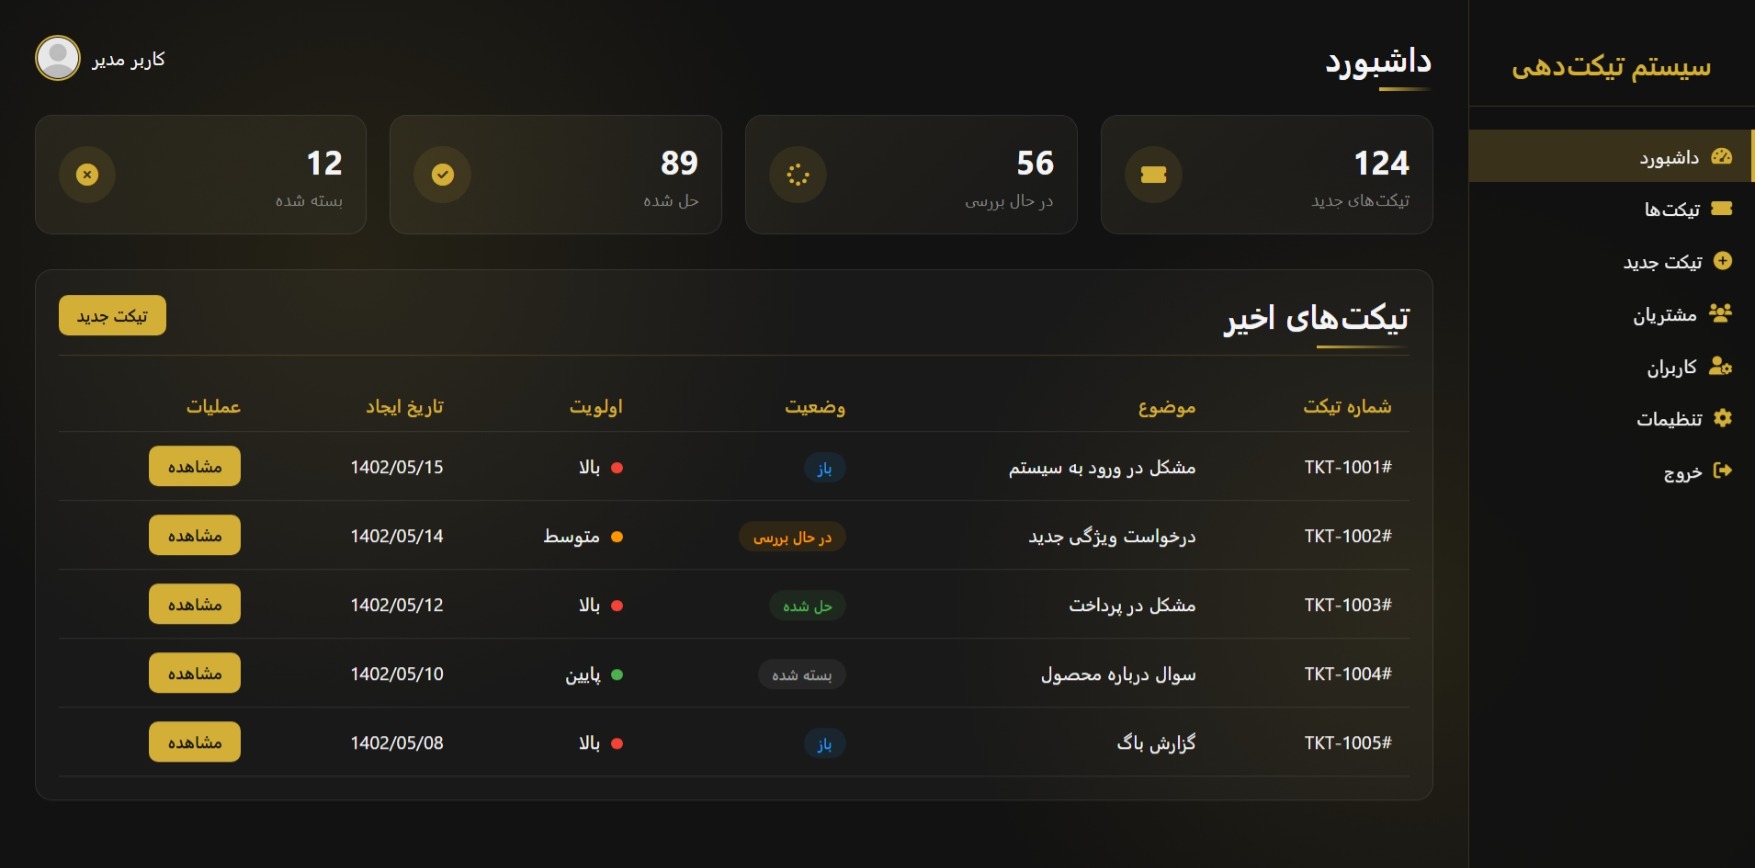 سیستم تیکت‌دهی
داشبورد
تیکت‌ها
تیکت جدید
مشتریان
کاربران
تنظیمات
خروج
داشبورد
کاربر مدیر
124
تیکت‌های جدید
56
در حال بررسی
89
حل شده
12
بسته شده
تیکت‌های اخیر
تیکت جدید
شماره تیکت موضوع وضعیت اولویت تاریخ ایجاد عملیات
TKT-1001# مشکل در ورود به سیستم باز بالا 1402/05/15 مشاهده
TKT-1002# درخواست ویژگی جدید در حال بررسی متوسط 1402/05/14 مشاهده
TKT-1003# مشکل در پرداخت حل شده بالا 1402/05/12 مشاهده
TKT-1004# سوال درباره محصول بسته شده پایین 1402/05/10 مشاهده
TKT-1005# گزارش باگ باز بالا 1402/05/08 مشاهده